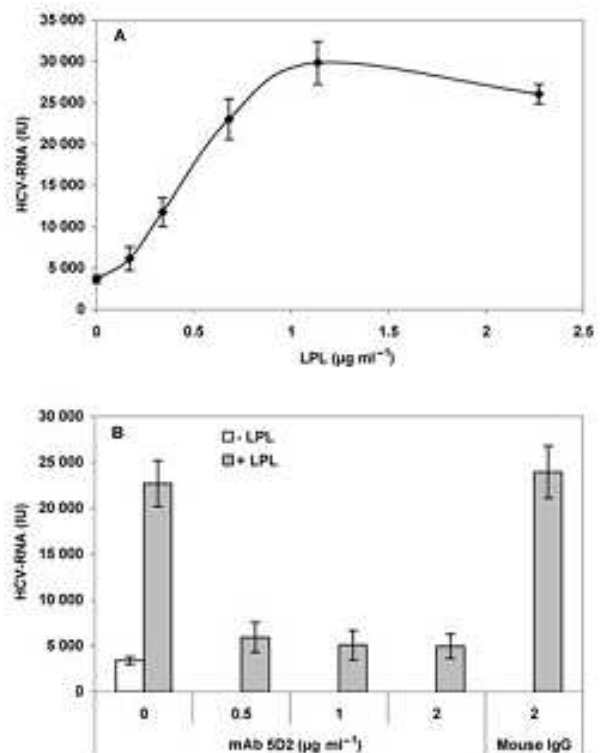 A
35 000
30 000
25 000
20 000
15 000
10 000
5 000
0
HCV-RNA (IU)
0 0.5 1 1.5 2 2.5
LPL (µg ml⁻¹)
B
- LPL
+ LPL
30 000
25 000
20 000
15 000
10 000
5 000
0
HCV-RNA (IU)
0 0.5 1 2 2
mAb 5D2 (µg ml⁻¹) Mouse IgG